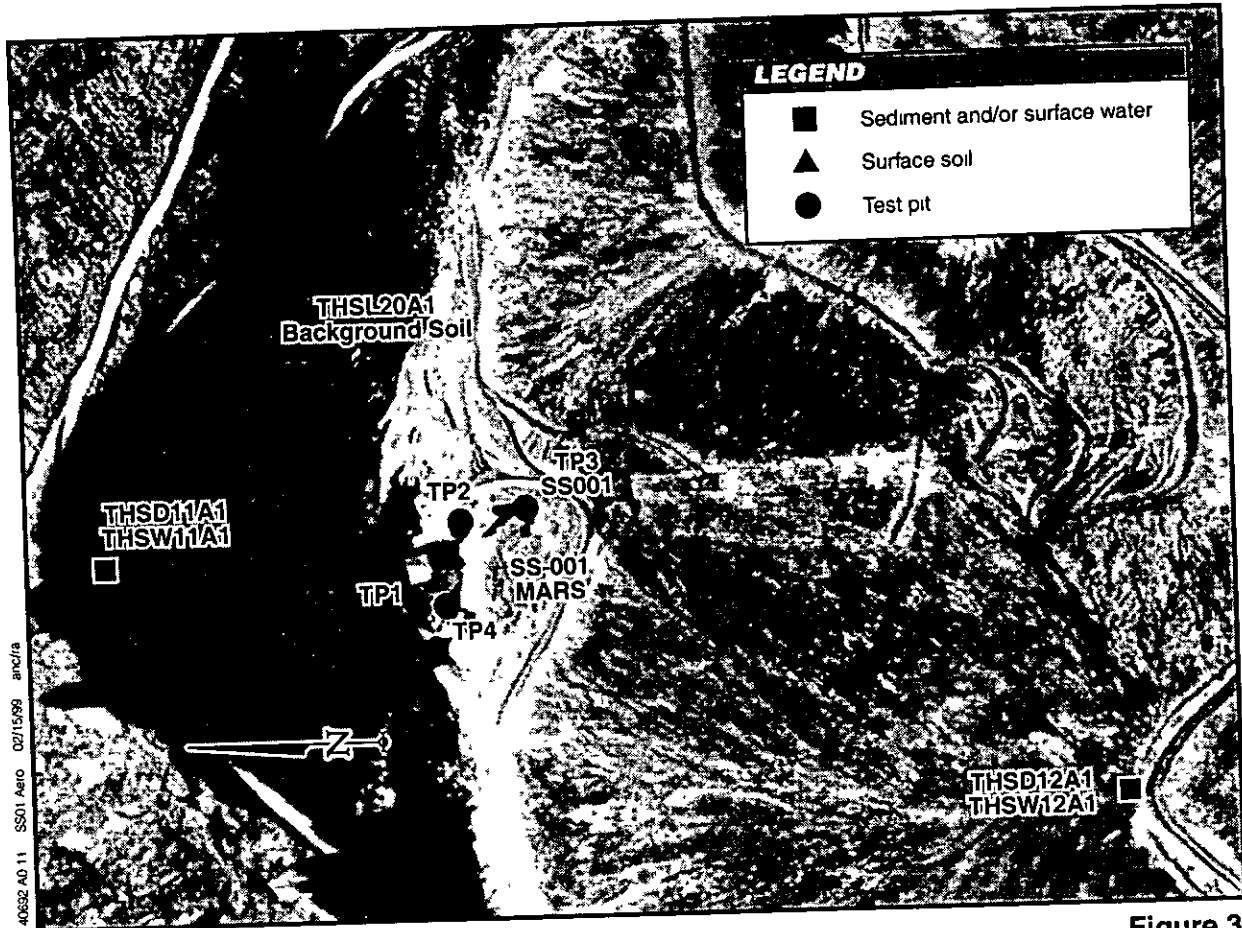 LEGEND
Sediment and/or surface water
Surface soil
Test pit
THSL20A1
Background Soil
TP3
SS001
TP2
THSD11A1
THSW11A1
SS-001
MARS
TP1
TP4
N
THSD12A1
THSW12A1
40692 AO 11 SS01 Aero 02/15/99 anc/ra
Figure 3